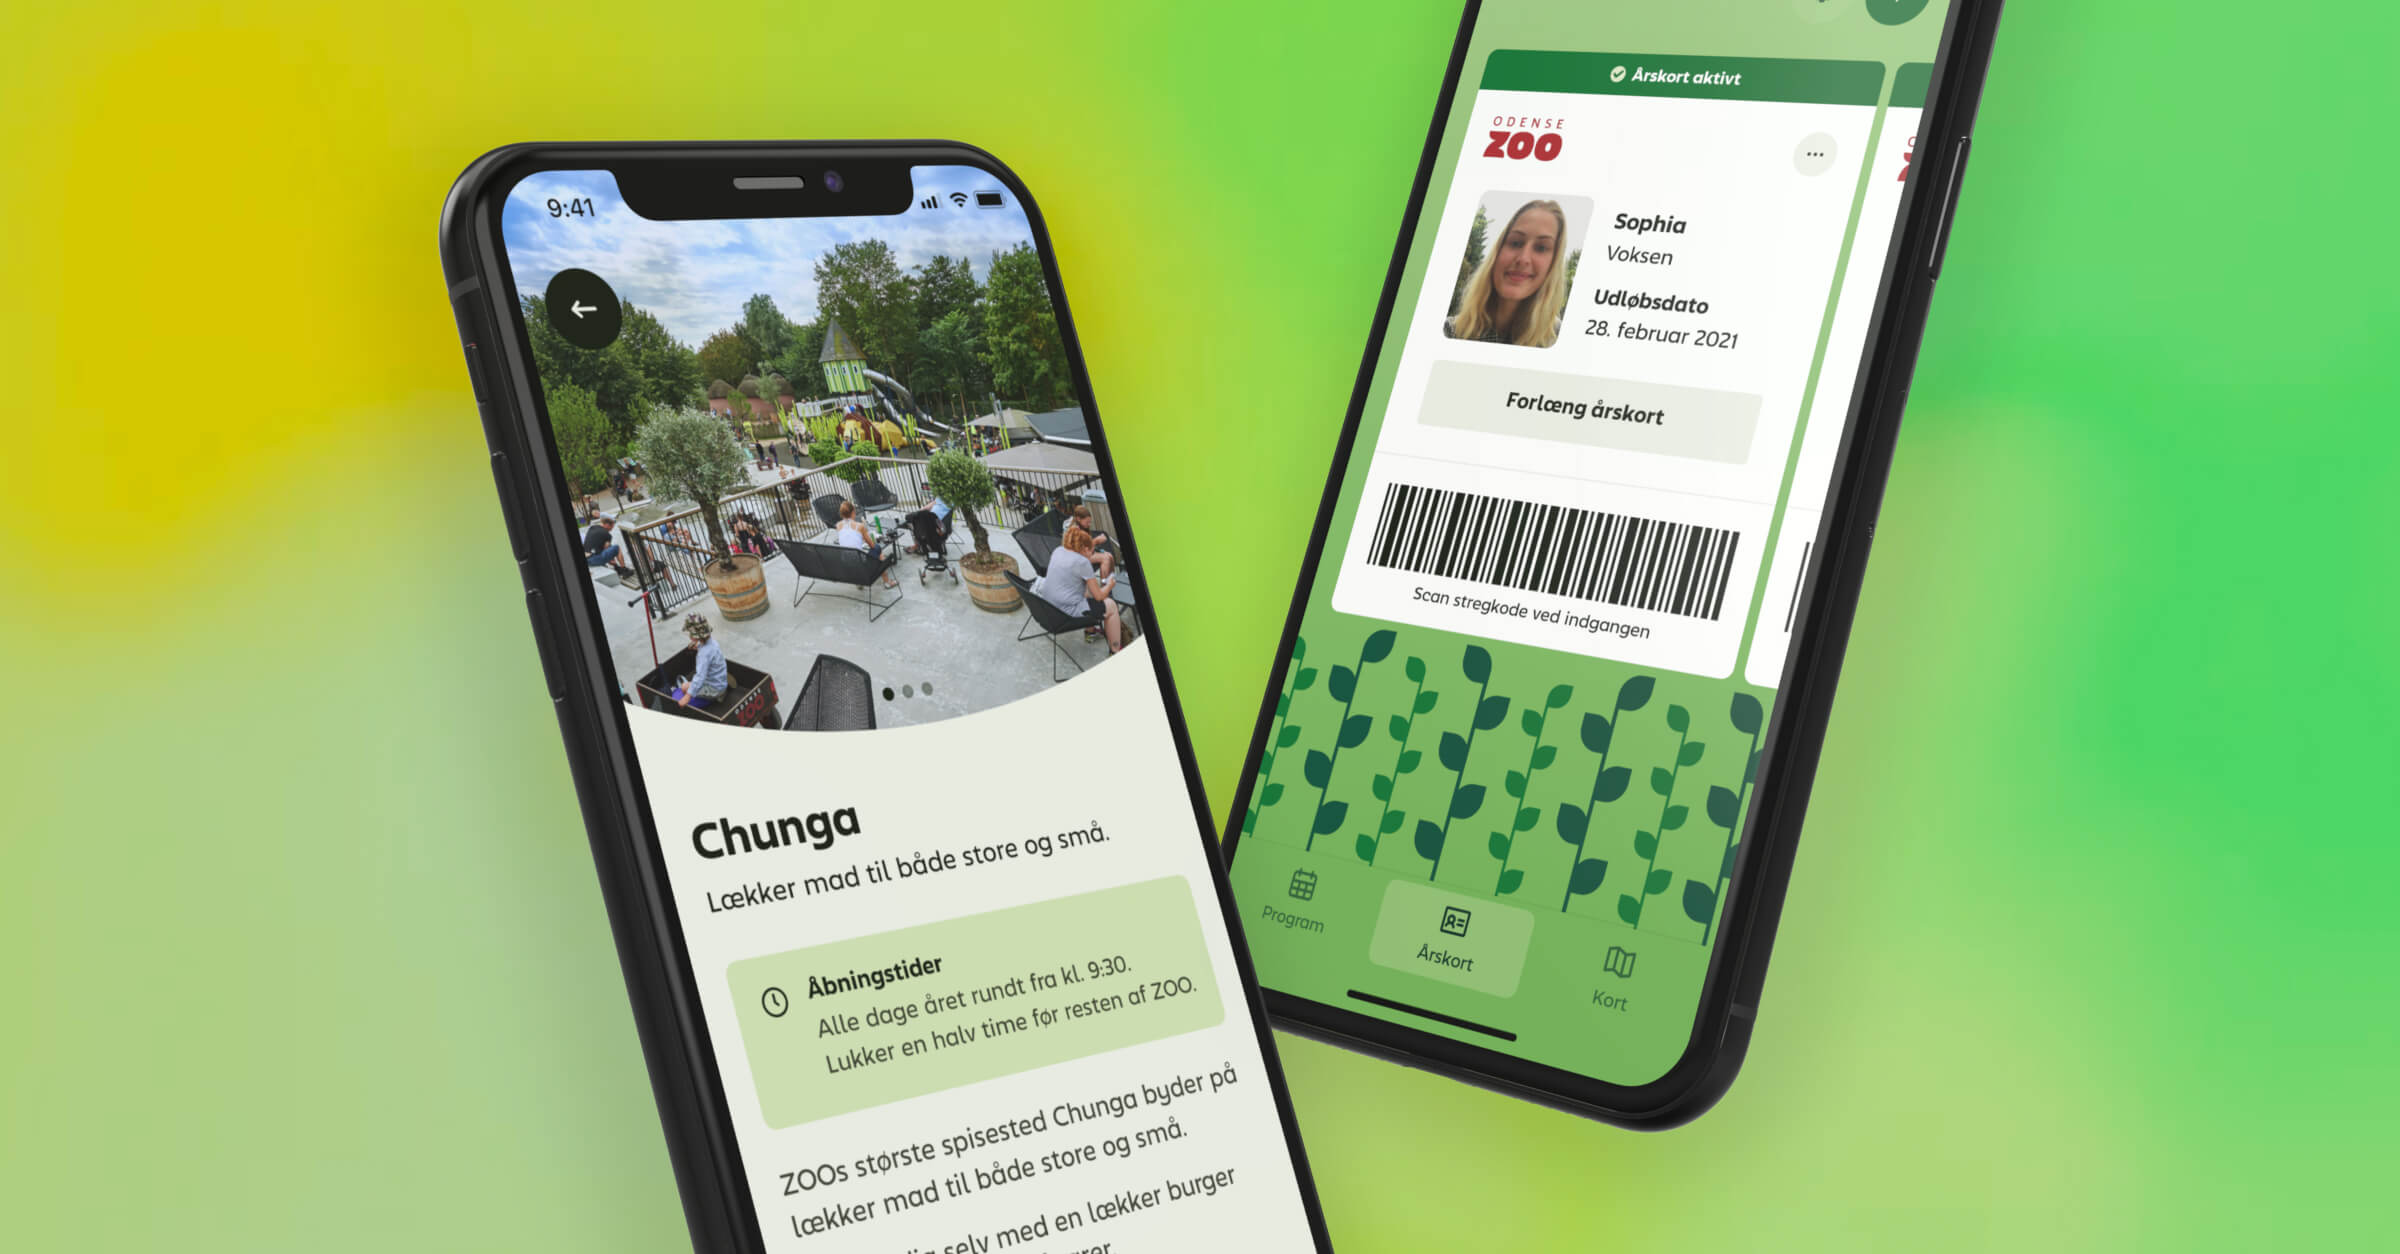 9:41
ODENSE
ZOO
Chunga
Lækker mad til både store og små.
Åbningstider
Alle dage året rundt fra kl. 9:30.
Lukker en halv time før resten af ZOO.
ZOOs største spisested Chunga byder på
lækker mad til både store og små.
selv med en lækker burger
Årskort aktivt
ODENSE
ZOO
Sophia
Voksen
Udløbsdato
28. februar 2021
Forlæng årskort
Scan stregkode ved indgangen
Program
Årskort
Kort